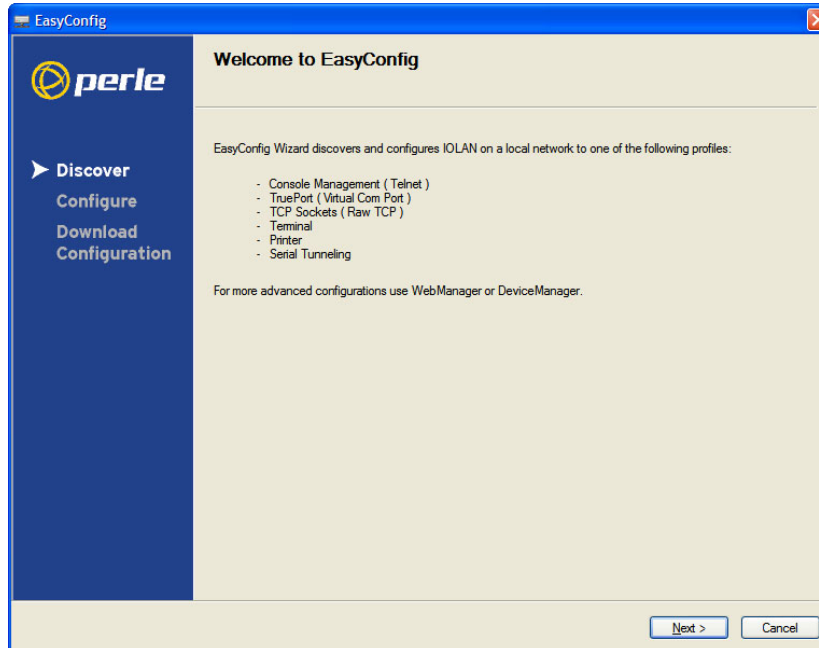 EasyConfig
perle
Discover
Configure
Download
Configuration
Welcome to EasyConfig
EasyConfig Wizard discovers and configures IOLAN on a local network to one of the following profiles:
- Console Management ( Telnet )
- TruePort ( Virtual Com Port )
- TCP Sockets ( Raw TCP )
- Terminal
- Printer
- Serial Tunneling
For more advanced configurations use WebManager or DeviceManager.
Next >
Cancel